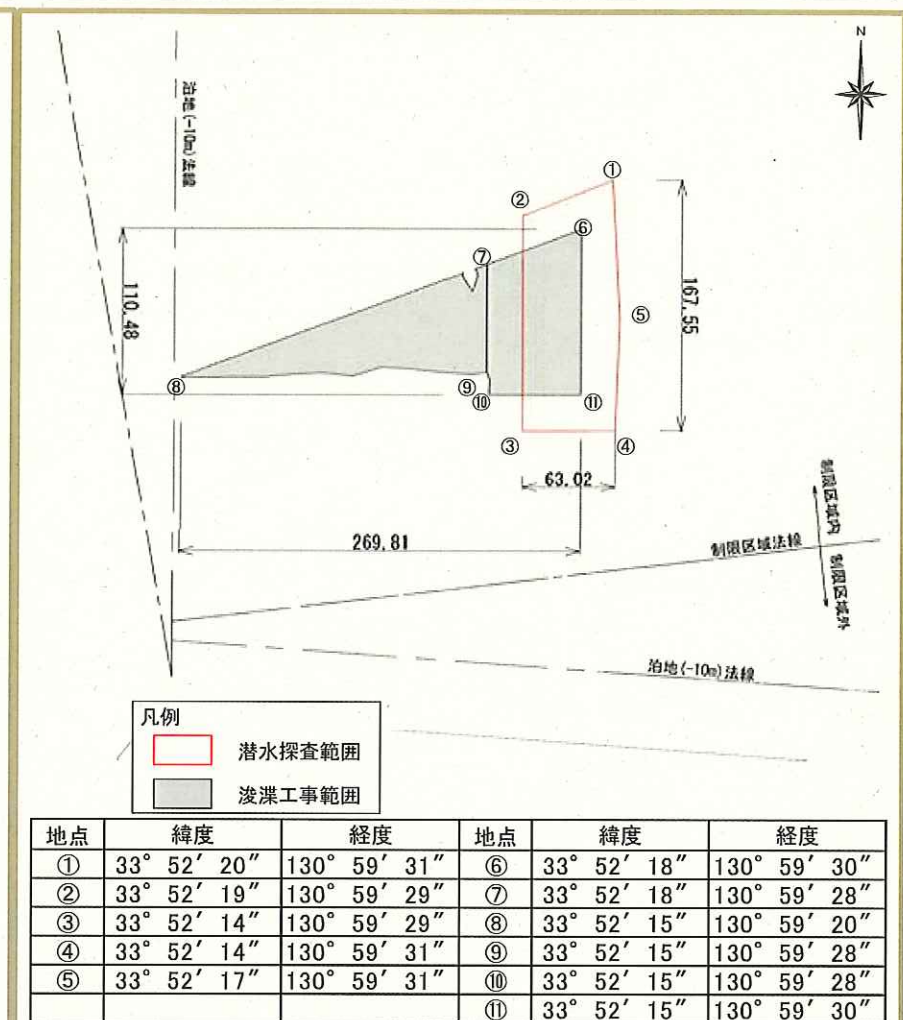 N
泊地(-10m)法線
①
②
⑥
⑦
110.48
167.55
⑤
⑧
⑨
⑩
⑪
③
④
63.02
269.81
制限区域内
制限区域法線
制限区域外
泊地(-10m)法線
凡例
潜水探査範囲
浚渫工事範囲
地点 緯度 経度 地点 緯度 経度
① 33° 52′ 20″ 130° 59′ 31″ ⑥ 33° 52′ 18″ 130° 59′ 30″
② 33° 52′ 19″ 130° 59′ 29″ ⑦ 33° 52′ 18″ 130° 59′ 28″
③ 33° 52′ 14″ 130° 59′ 29″ ⑧ 33° 52′ 15″ 130° 59′ 20″
④ 33° 52′ 14″ 130° 59′ 31″ ⑨ 33° 52′ 15″ 130° 59′ 28″
⑤ 33° 52′ 17″ 130° 59′ 31″ ⑩ 33° 52′ 15″ 130° 59′ 28″
⑪ 33° 52′ 15″ 130° 59′ 30″